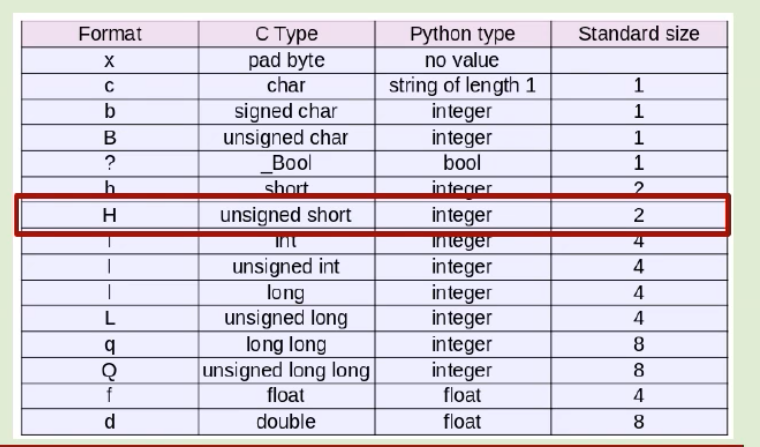 Format C Type Python type Standard size
x pad byte no value
c char string of length 1 1
b signed char integer 1
B unsigned char integer 1
? _Bool bool 1
h short integer 2
H unsigned short integer 2
i int integer 4
I unsigned int integer 4
l long integer 4
L unsigned long integer 4
q long long integer 8
Q unsigned long long integer 8
f float float 4
d double float 8